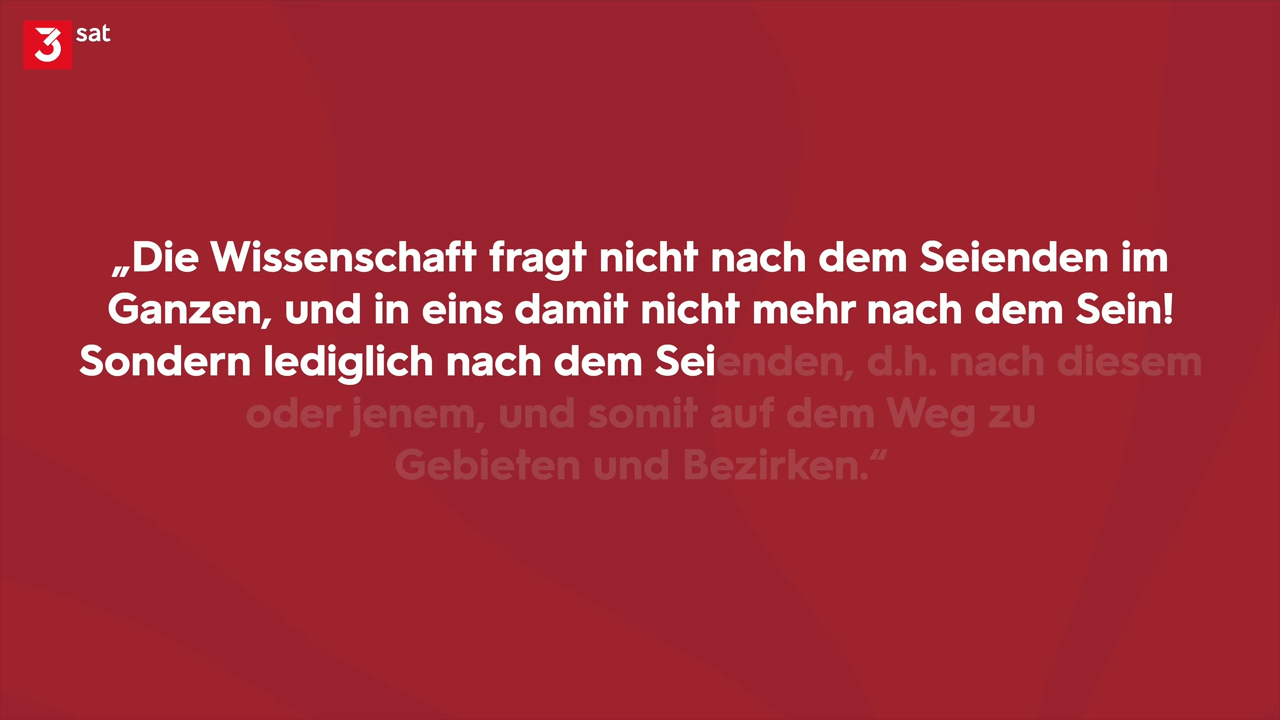 3sat
„Die Wissenschaft fragt nicht nach dem Seienden im
Ganzen, und in eins damit nicht mehr nach dem Sein!
Sondern lediglich nach dem Seienden, d.h. nach diesem
oder jenem, und somit auf dem Weg zu
Gebieten und Bezirken.“